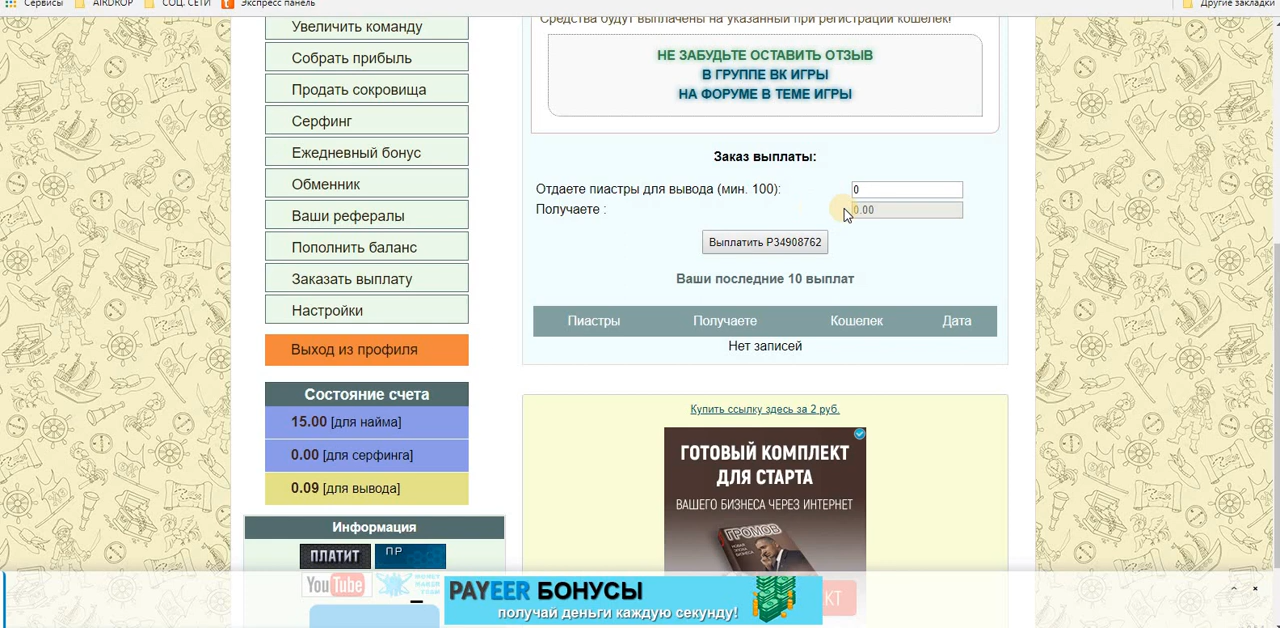 Сервисы
AIRDROP
СОЦ. СЕТИ
Экспресс панель
Другие закладки
Увеличить команду
Собрать прибыль
Продать сокровища
Серфинг
Ежедневный бонус
Обменник
Ваши рефералы
Пополнить баланс
Заказать выплату
Настройки
Выход из профиля
Состояние счета
15.00 [для найма]
0.00 [для серфинга]
0.09 [для вывода]
Информация
ПЛАТИТ
ПР
YouTube
Средства будут выплачены на указанный при регистрации кошелек!
НЕ ЗАБУДЬТЕ ОСТАВИТЬ ОТЗЫВ
В ГРУППЕ ВК ИГРЫ
НА ФОРУМЕ В ТЕМЕ ИГРЫ
Заказ выплаты:
Отдаете пиастры для вывода (мин. 100):
0
Получаете :
0.00
Выплатить P34908762
Ваши последние 10 выплат
Пиастры Получаете Кошелек Дата
Нет записей
Купить ссылку здесь за 2 руб.
ГОТОВЫЙ КОМПЛЕКТ
ДЛЯ СТАРТА
ВАШЕГО БИЗНЕСА ЧЕРЕЗ ИНТЕРНЕТ
ГРОМОВ
PAYEER БОНУСЫ
получай деньги каждую секунду!